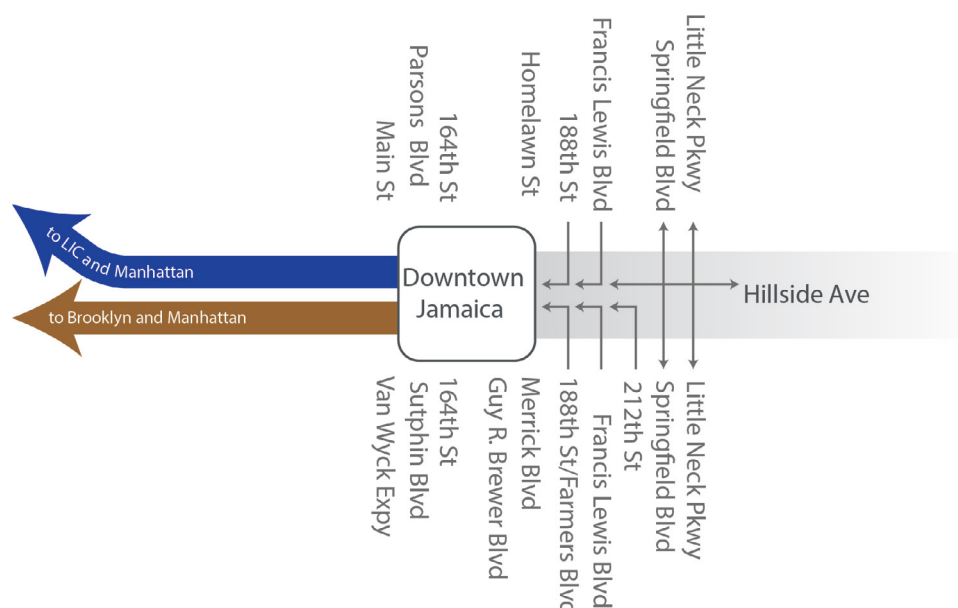 Main St
Parsons Blvd
164th St
Homelawn St
188th St
Francis Lewis Blvd
Springfield Blvd
Little Neck Pkwy
to LIC and Manhattan
to Brooklyn and Manhattan
Downtown
Jamaica
Hillside Ave
Van Wyck Expy
Sutphin Blvd
164th St
Guy R. Brewer Blvd
Merrick Blvd
188th St/Farmers Blvd
Francis Lewis Blvd
212th St
Springfield Blvd
Little Neck Pkwy